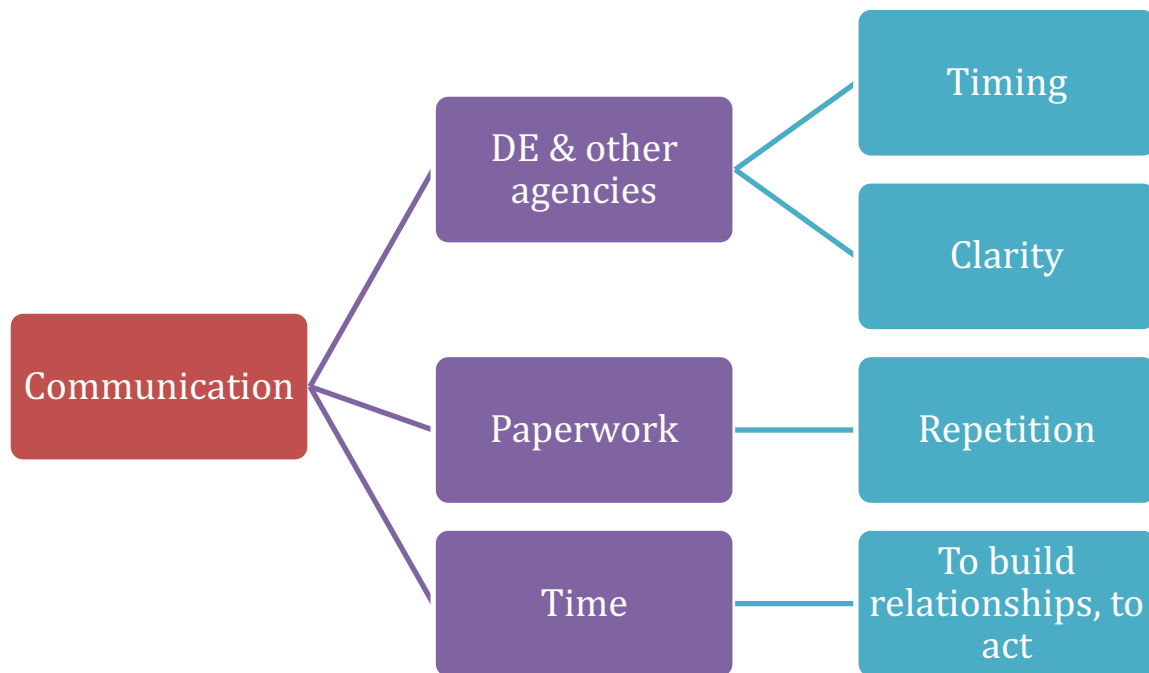 Communication
DE & other
agencies
Timing
Clarity
Paperwork
Repetition
Time
To build
relationships, to
act